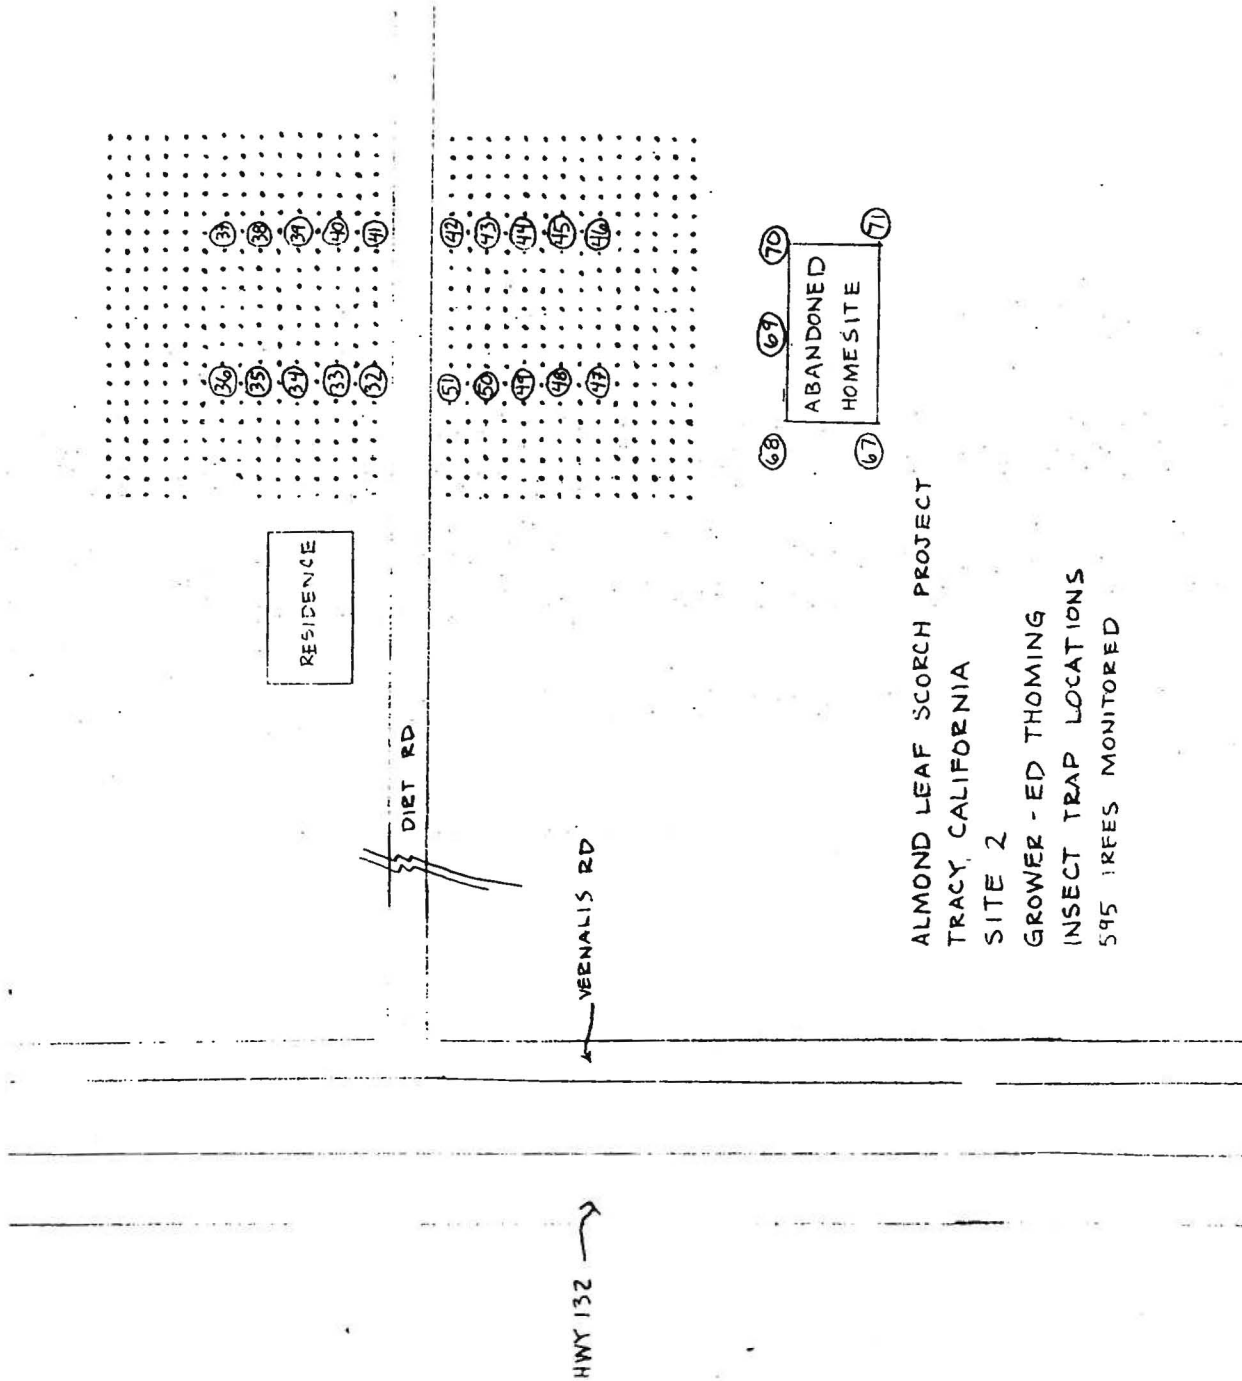 37
38
39
40
41
42
43
44
45
46
36
35
34
33
32
51
50
49
48
47
RESIDENCE
DIRT RD
VERNALIS RD
HWY 132
70
71
69
68
67
ABANDONED
HOMESITE
ALMOND LEAF SCORCH PROJECT
TRACY, CALIFORNIA
SITE 2
GROWER - ED THOMING
INSECT TRAP LOCATIONS
595 TREES MONITORED